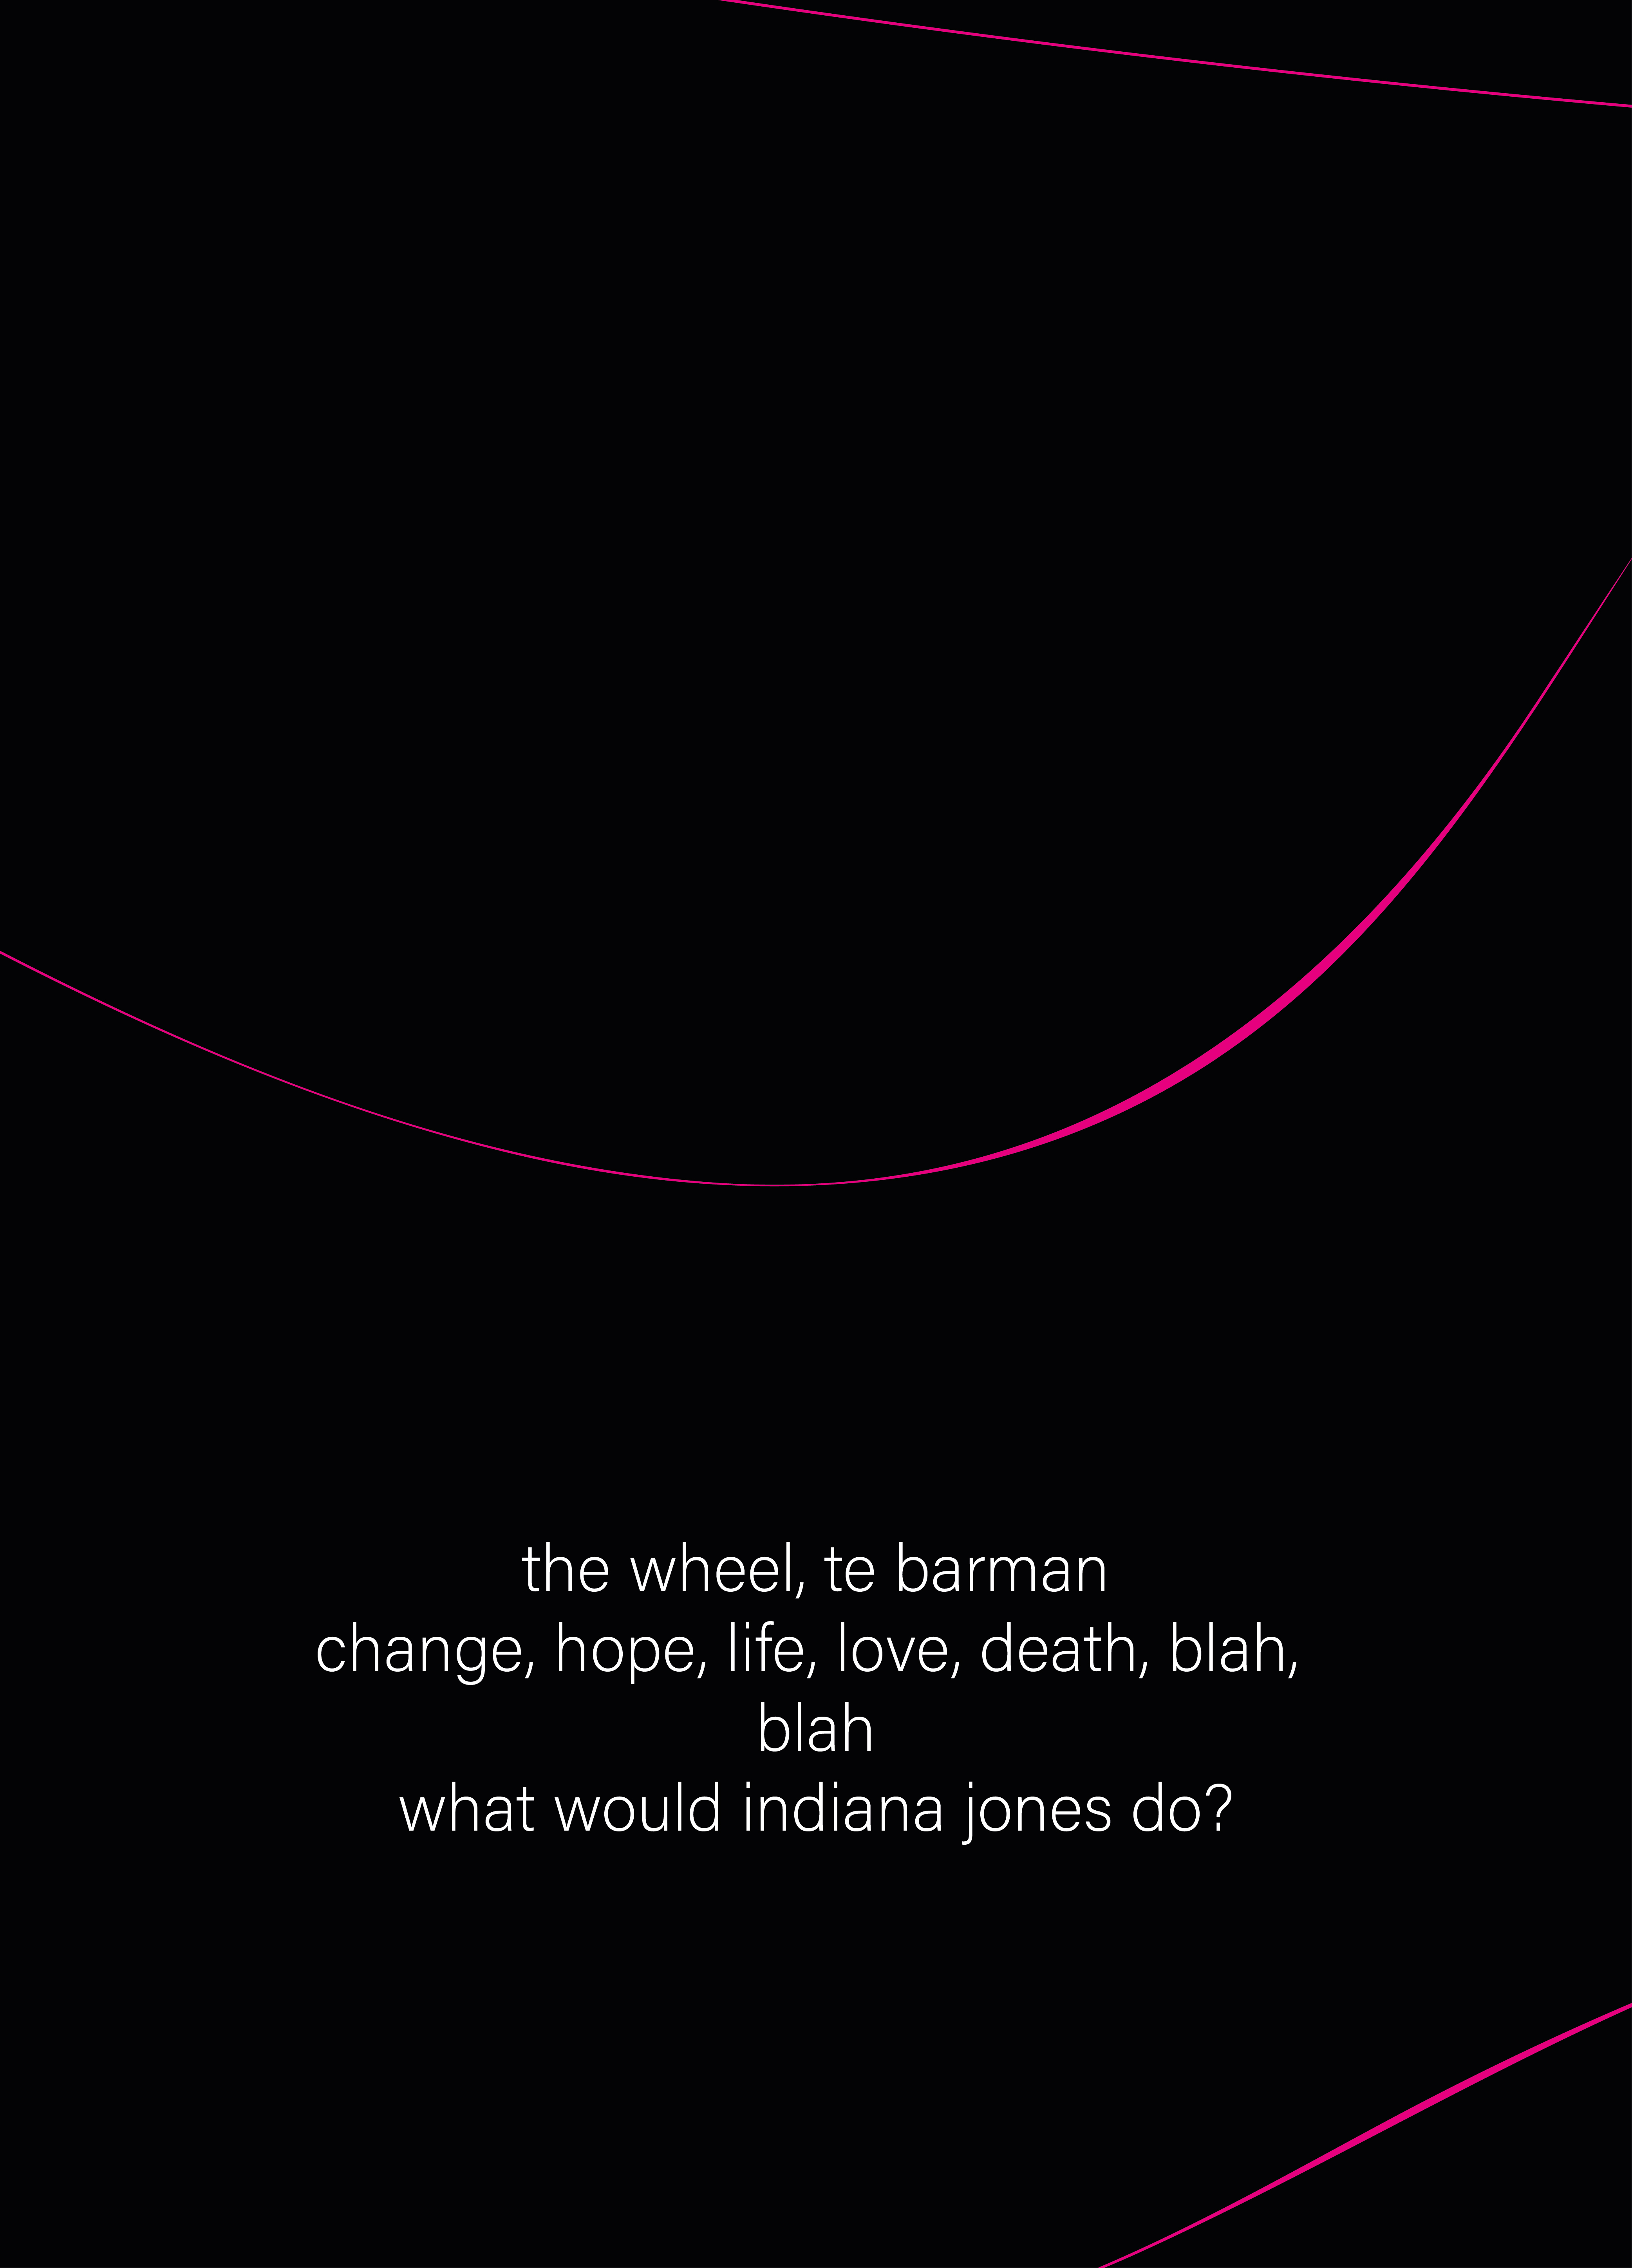 the wheel, te barman
change, hope, life, love, death, blah,
blah
what would indiana jones do?